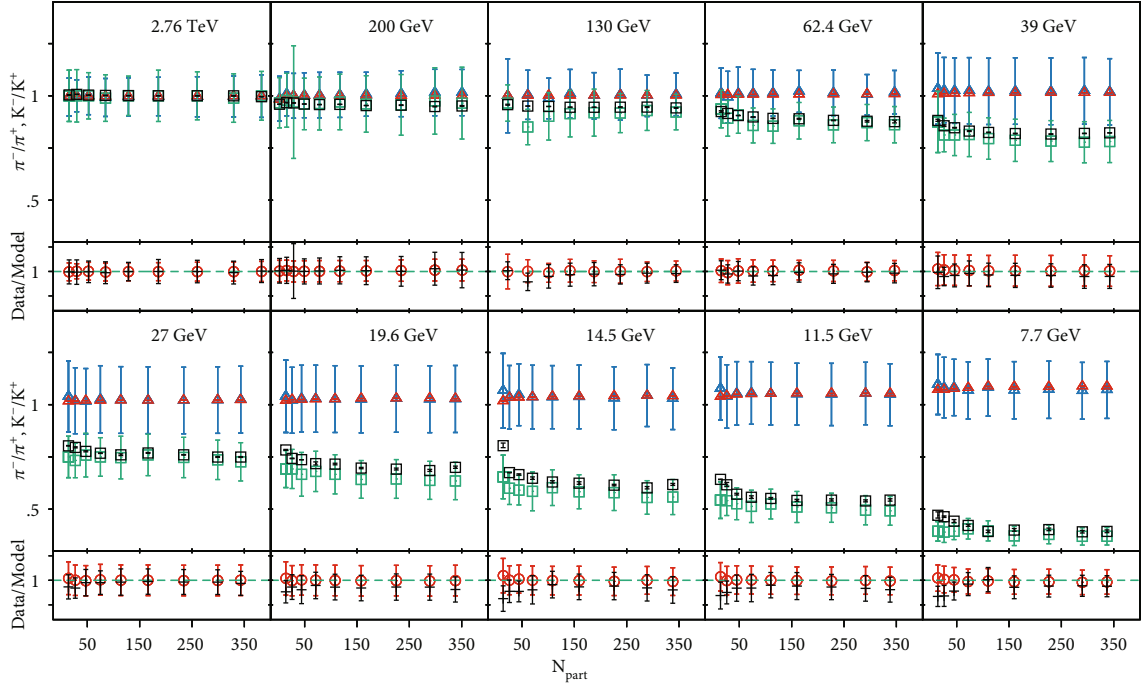 2.76 TeV 200 GeV 130 GeV 62.4 GeV 39 GeV
π⁻/π⁺, K⁻/K⁺
1
.5
Data/Model
1
27 GeV 19.6 GeV 14.5 GeV 11.5 GeV 7.7 GeV
π⁻/π⁺, K⁻/K⁺
1
.5
Data/Model
1
50 150 250 350 50 150 250 350 50 150 250 350 50 150 250 350 50 150 250 350
N_part